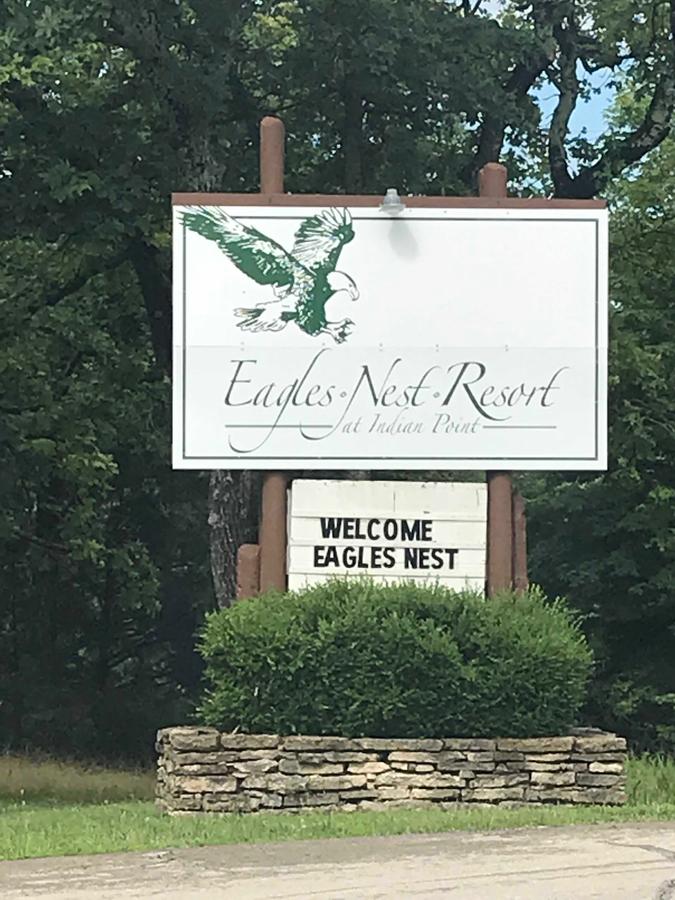 Eagles•Nest•Resort
at Indian Point
WELCOME
EAGLES NEST